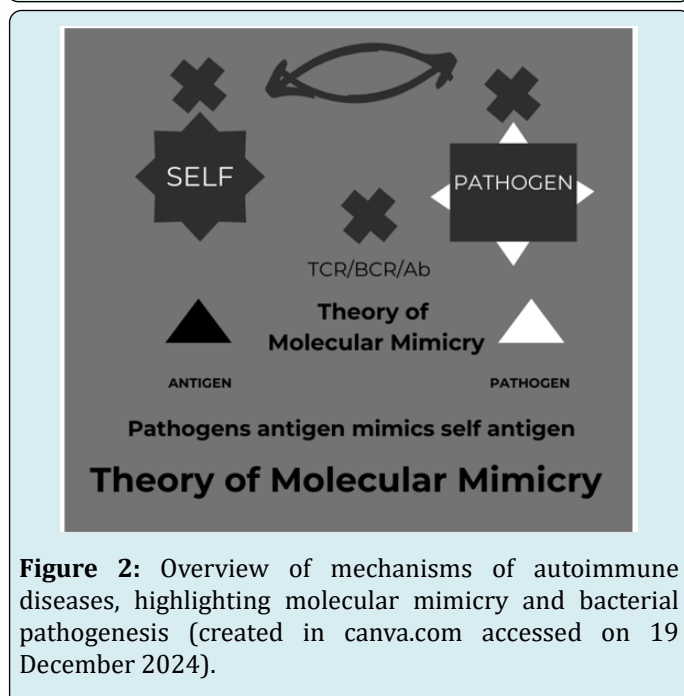 SELF
PATHOGEN
TCR/BCR/Ab
Theory of
Molecular Mimicry
ANTIGEN
PATHOGEN
Pathogens antigen mimics self antigen
Theory of Molecular Mimicry
Figure 2: Overview of mechanisms of autoimmune
diseases, highlighting molecular mimicry and bacterial
pathogenesis (created in canva.com accessed on 19
December 2024).